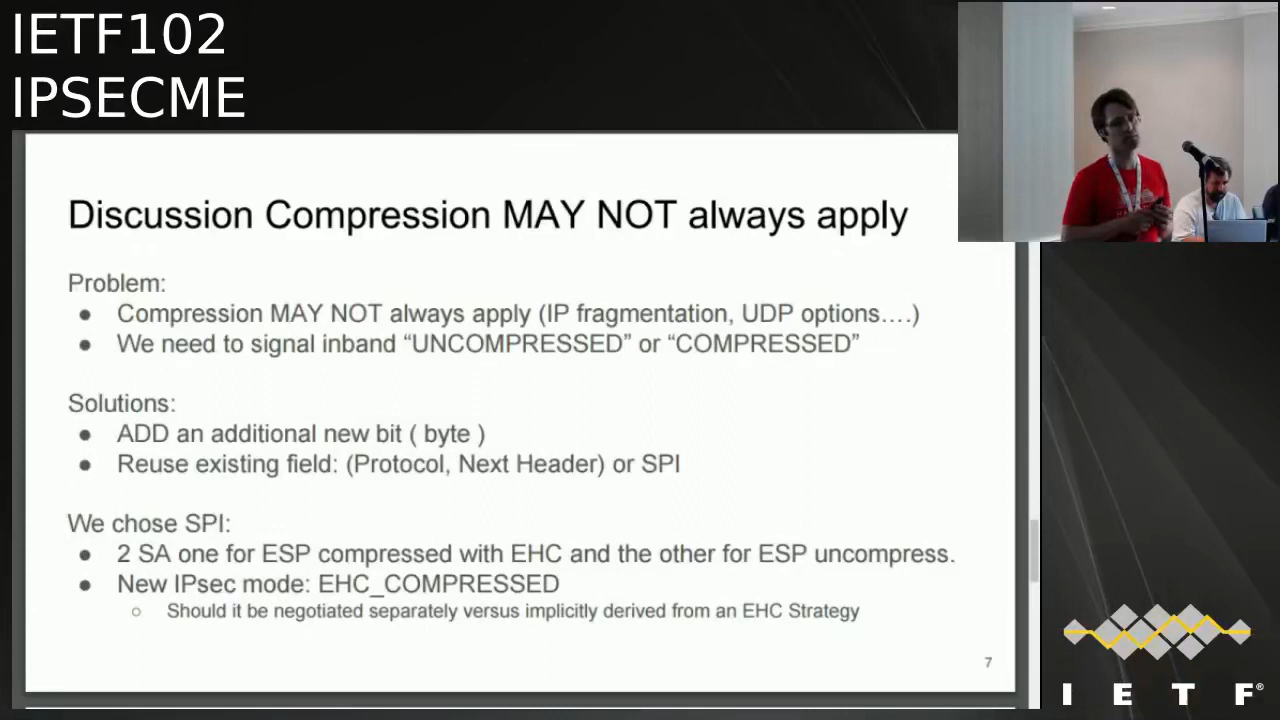 IETF102
IPSECME
Discussion Compression MAY NOT always apply
Problem:
● Compression MAY NOT always apply (IP fragmentation, UDP options….)
● We need to signal inband “UNCOMPRESSED” or “COMPRESSED”
Solutions:
● ADD an additional new bit ( byte )
● Reuse existing field: (Protocol, Next Header) or SPI
We chose SPI:
● 2 SA one for ESP compressed with EHC and the other for ESP uncompress.
● New IPsec mode: EHC_COMPRESSED
○ Should it be negotiated separately versus implicitly derived from an EHC Strategy
7
I E T F®